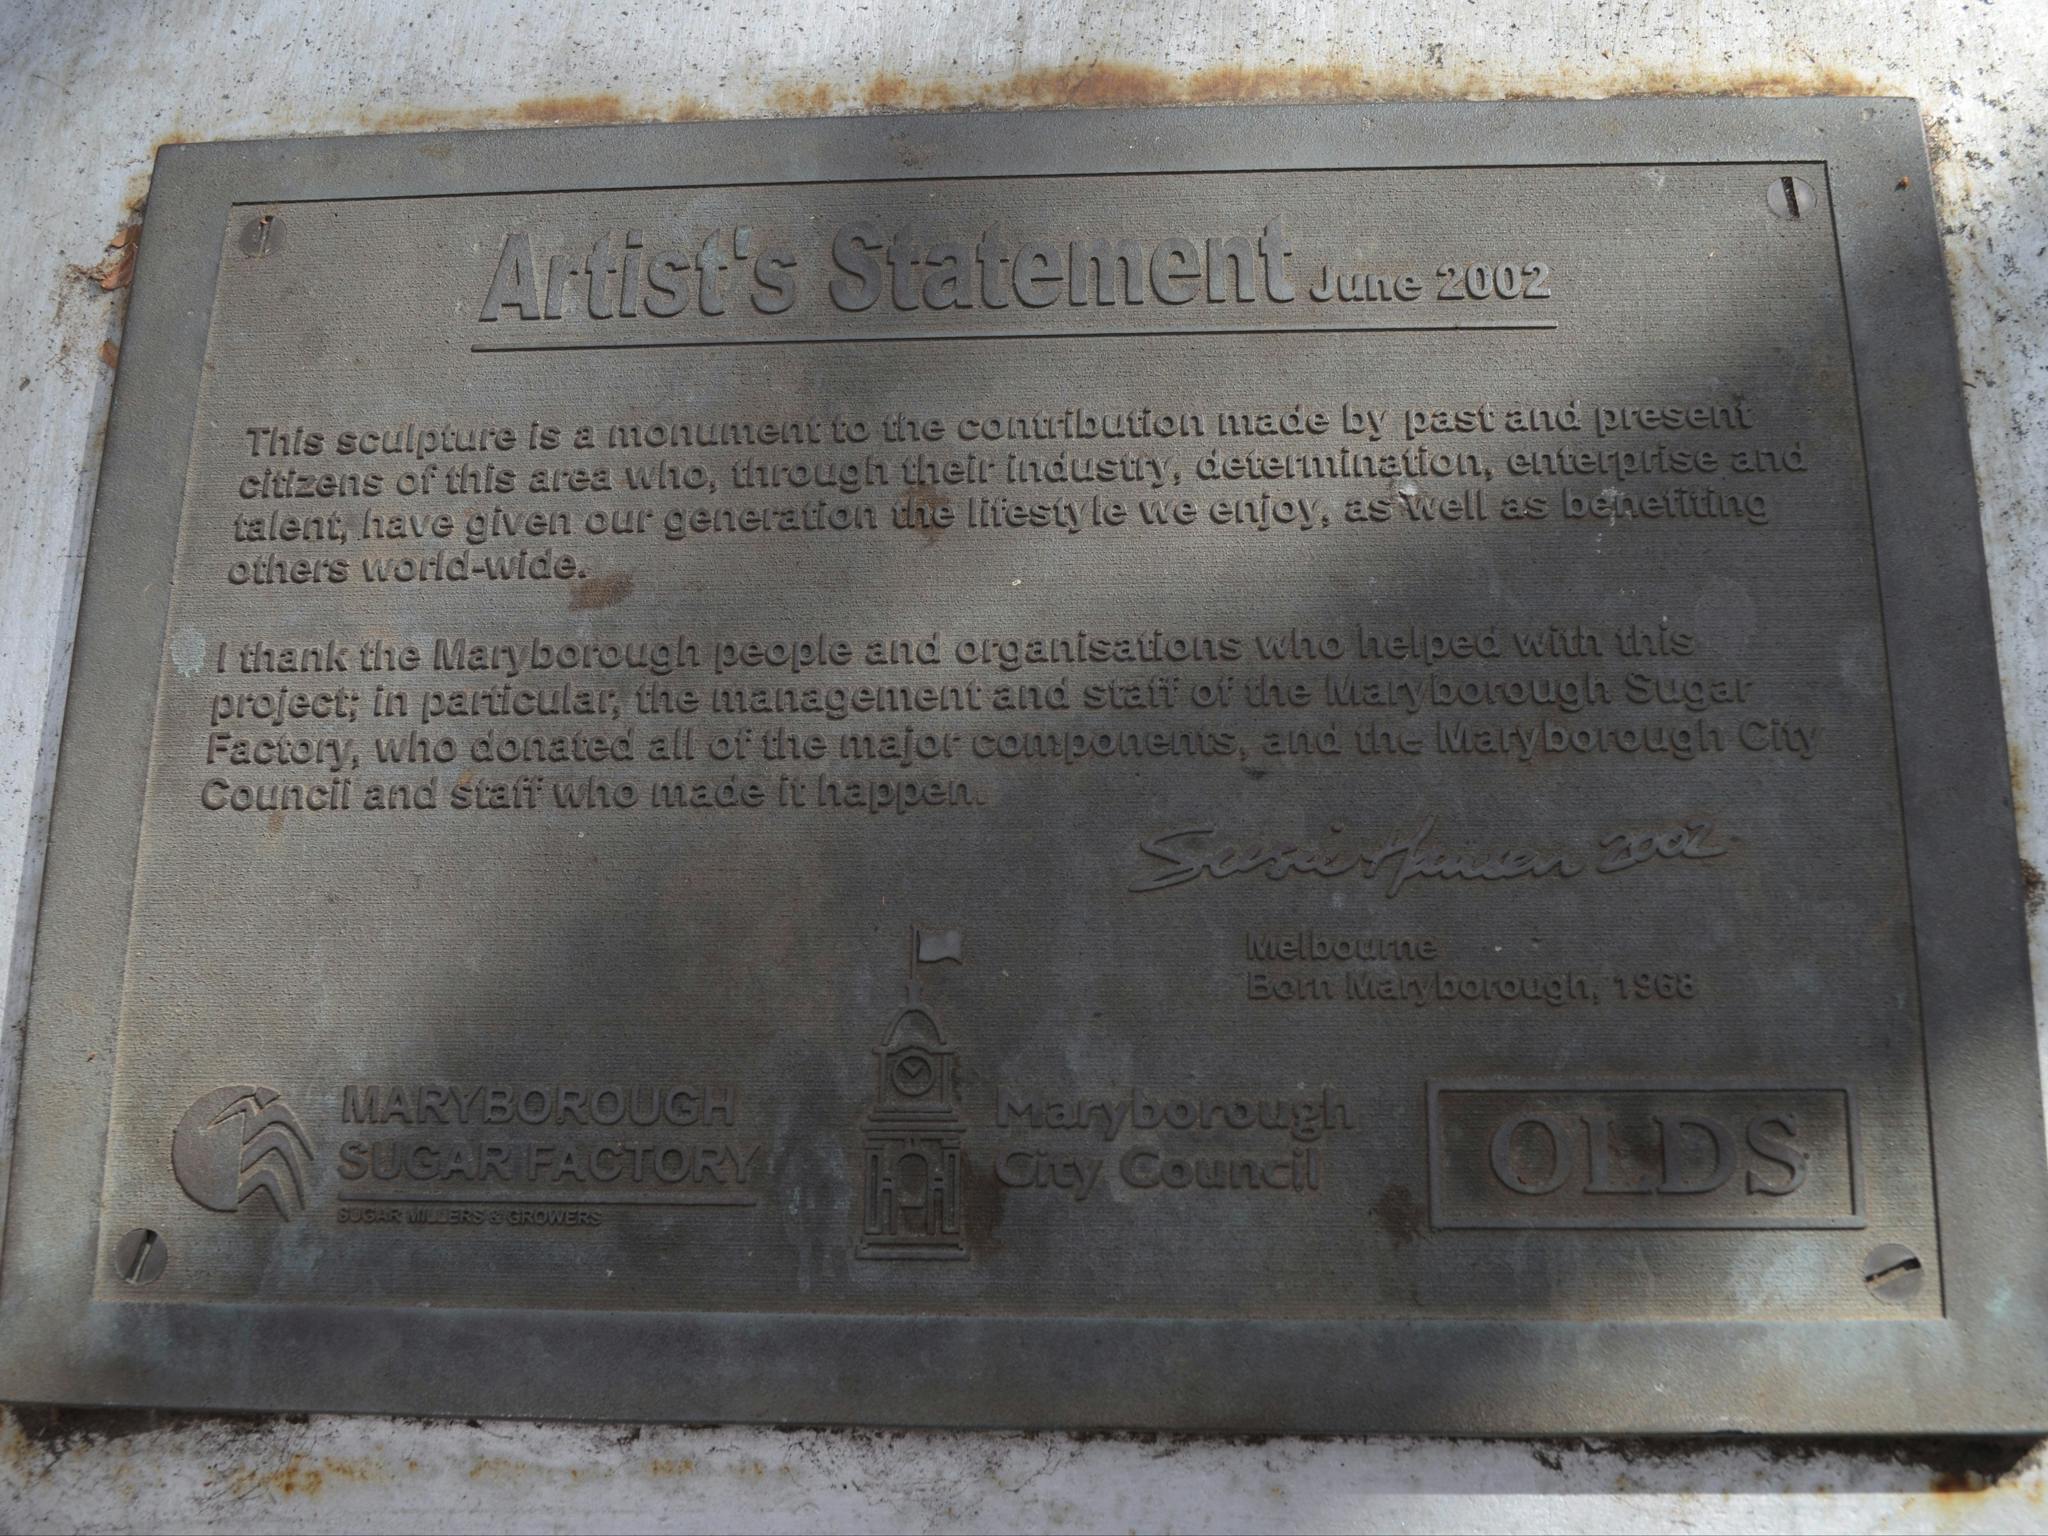 Artist's Statement June 2002
This sculpture is a monument to the contribution made by past and present
citizens of this area who, through their industry, determination, enterprise and
talent, have given our generation the lifestyle we enjoy, as well as benefiting
others world-wide.
I thank the Maryborough people and organisations who helped with this
project; in particular, the management and staff of the Maryborough Sugar
Factory, who donated all of the major components, and the Maryborough City
Council and staff who made it happen.
Susie Hansen 2002
Melbourne
Born Maryborough, 1968
MARYBOROUGH
SUGAR FACTORY
SUGAR MILLERS & GROWERS
Maryborough
City Council
OLDS